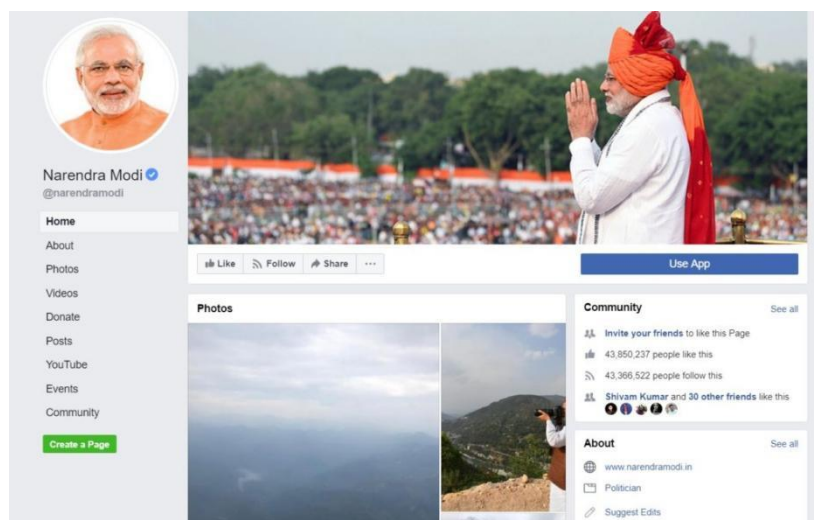 Narendra Modi
@narendramodi
Home
About
Photos
Videos
Donate
Posts
YouTube
Events
Community
Create a Page
Like
Follow
Share
...
Use App
Photos
Community
See all
Invite your friends to like this Page
43,850,237 people like this
43,366,522 people follow this
Shivam Kumar and 30 other friends like this
About
See all
www.narendramodi.in
Politician
Suggest Edits